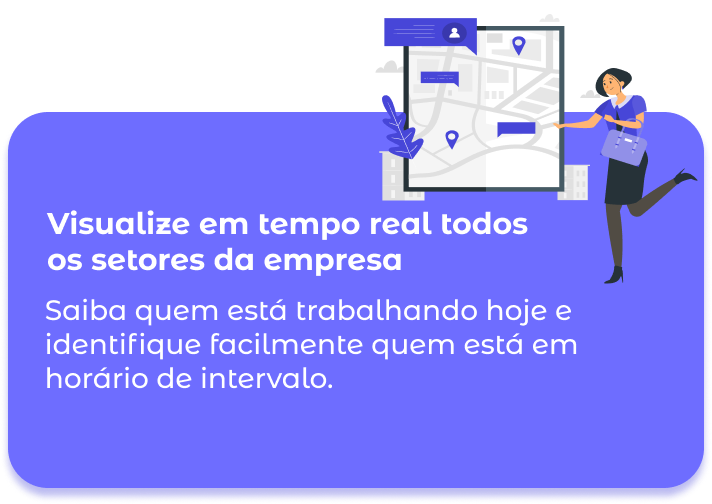 Visualize em tempo real todos
os setores da empresa
Saiba quem está trabalhando hoje e
identifique facilmente quem está em
horário de intervalo.